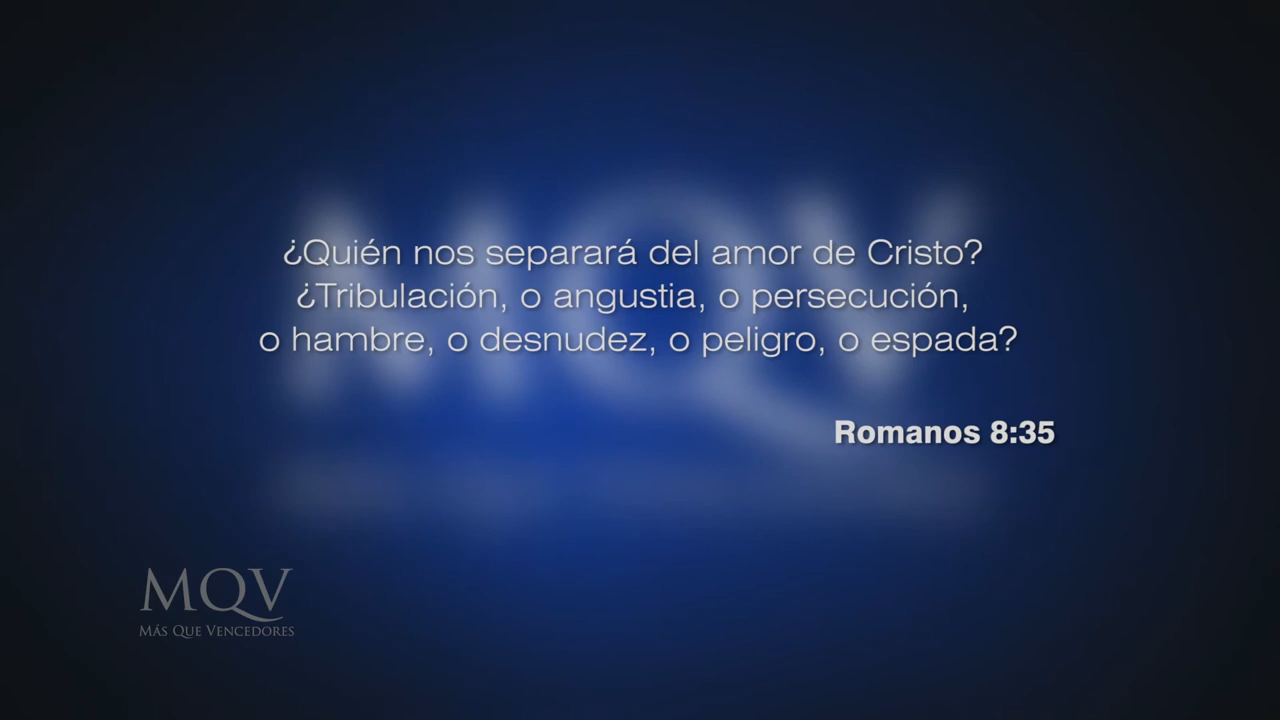 ¿Quién nos separará del amor de Cristo?
¿Tribulación, o angustia, o persecución,
o hambre, o desnudez, o peligro, o espada?
Romanos 8:35
MQV
MÁS QUE VENCEDORES